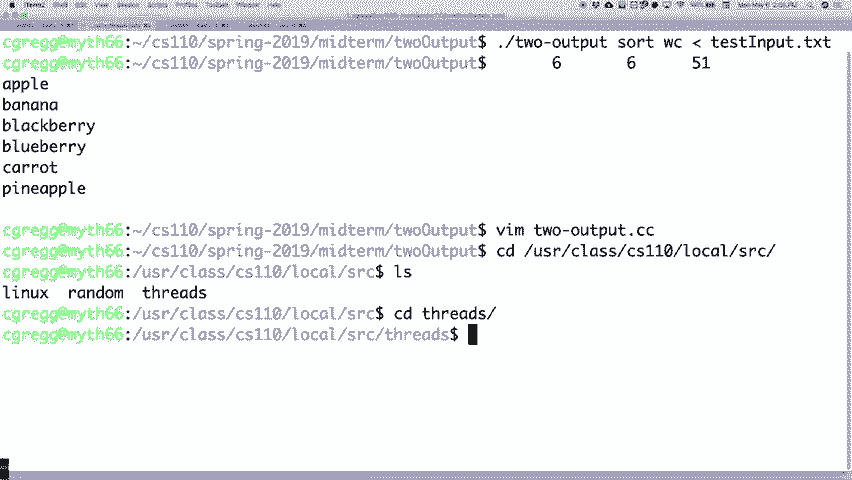 cgregg@myth66:~/cs110/spring-2019/midterm/twoOutput$ ./two-output sort wc < testInput.txt
cgregg@myth66:~/cs110/spring-2019/midterm/twoOutput$       6       6      51
apple
banana
blackberry
blueberry
carrot
pineapple
cgregg@myth66:~/cs110/spring-2019/midterm/twoOutput$ vim two-output.cc
cgregg@myth66:~/cs110/spring-2019/midterm/twoOutput$ cd /usr/class/cs110/local/src/
cgregg@myth66:/usr/class/cs110/local/src$ ls
linux  random  threads
cgregg@myth66:/usr/class/cs110/local/src$ cd threads/
cgregg@myth66:/usr/class/cs110/local/src/threads$